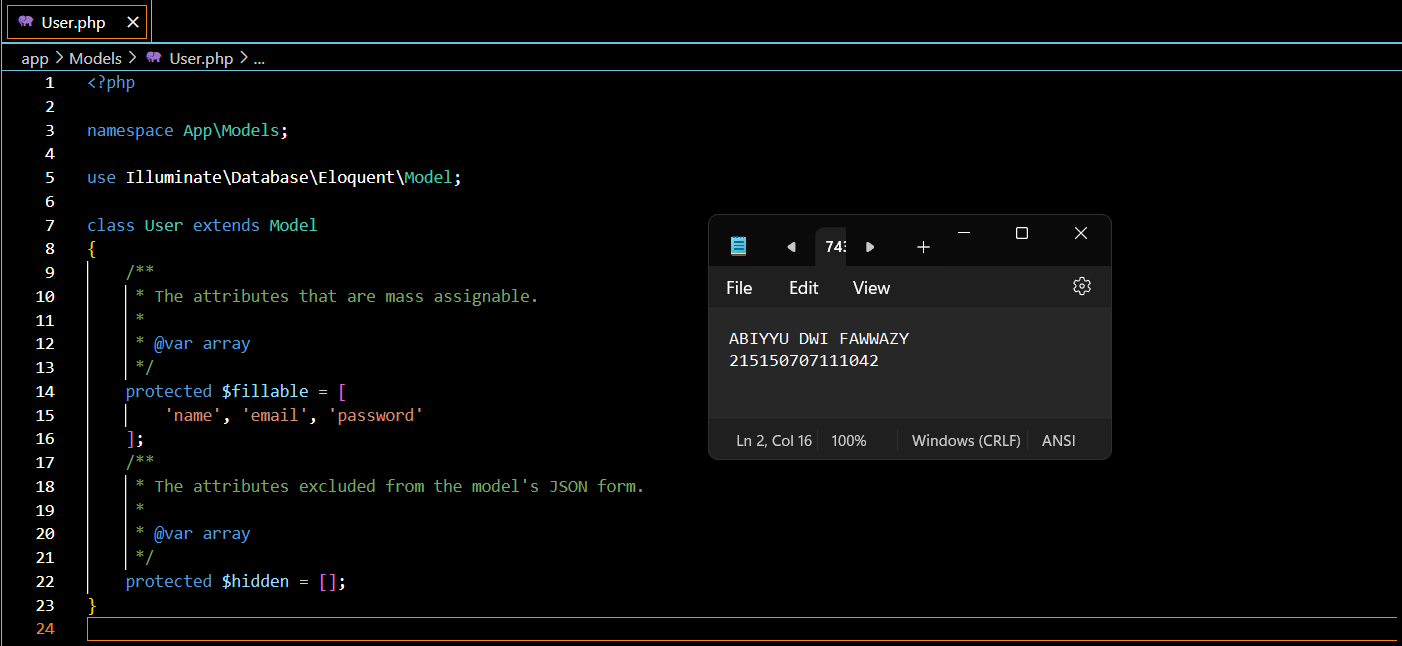 User.php
app > Models > User.php > ...
1 <?php
2
3 namespace App\Models;
4
5 use Illuminate\Database\Eloquent\Model;
6
7 class User extends Model
8 {
9     /**
10      * The attributes that are mass assignable.
11      *
12      * @var array
13      */
14     protected $fillable = [
15         'name', 'email', 'password'
16     ];
17     /**
18      * The attributes excluded from the model's JSON form.
19      *
20      * @var array
21      */
22     protected $hidden = [];
23 }
24
743
File Edit View
ABIYYU DWI FAWWAZY
215150707111042
Ln 2, Col 16 100% Windows (CRLF) ANSI